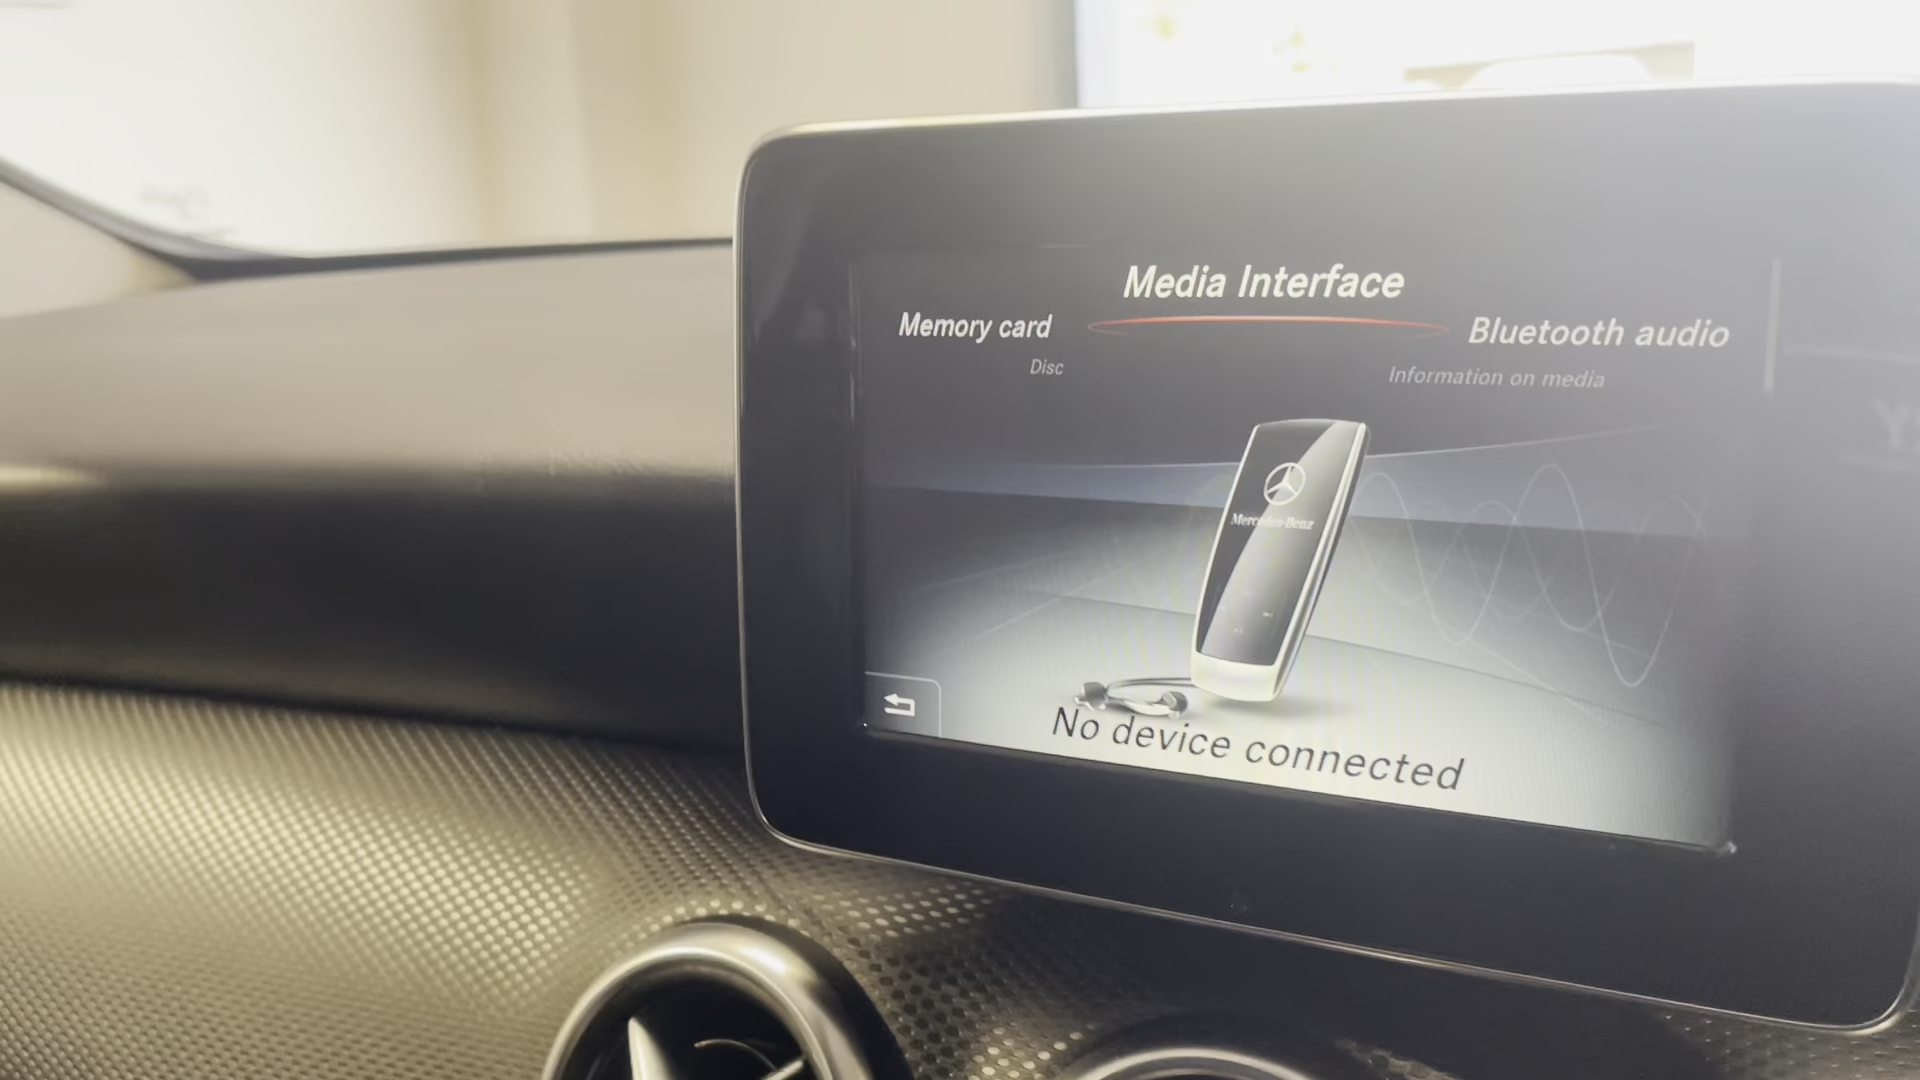 Media Interface
Memory card
Bluetooth audio
Disc
Information on media
Mercedes-Benz
No device connected